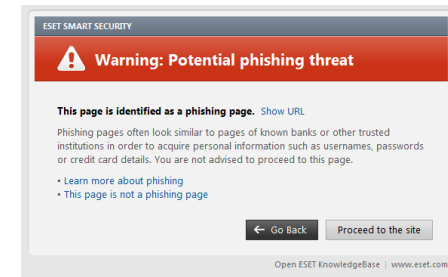 ESET SMART SECURITY
Warning: Potential phishing threat
This page is identified as a phishing page. Show URL
Phishing pages often look similar to pages of known banks or other trusted
institutions in order to acquire personal information such as usernames, passwords
or credit card details. You are not advised to proceed to this page.
• Learn more about phishing
• This page is not a phishing page
← Go Back Proceed to the site
Open ESET KnowledgeBase | www.eset.com